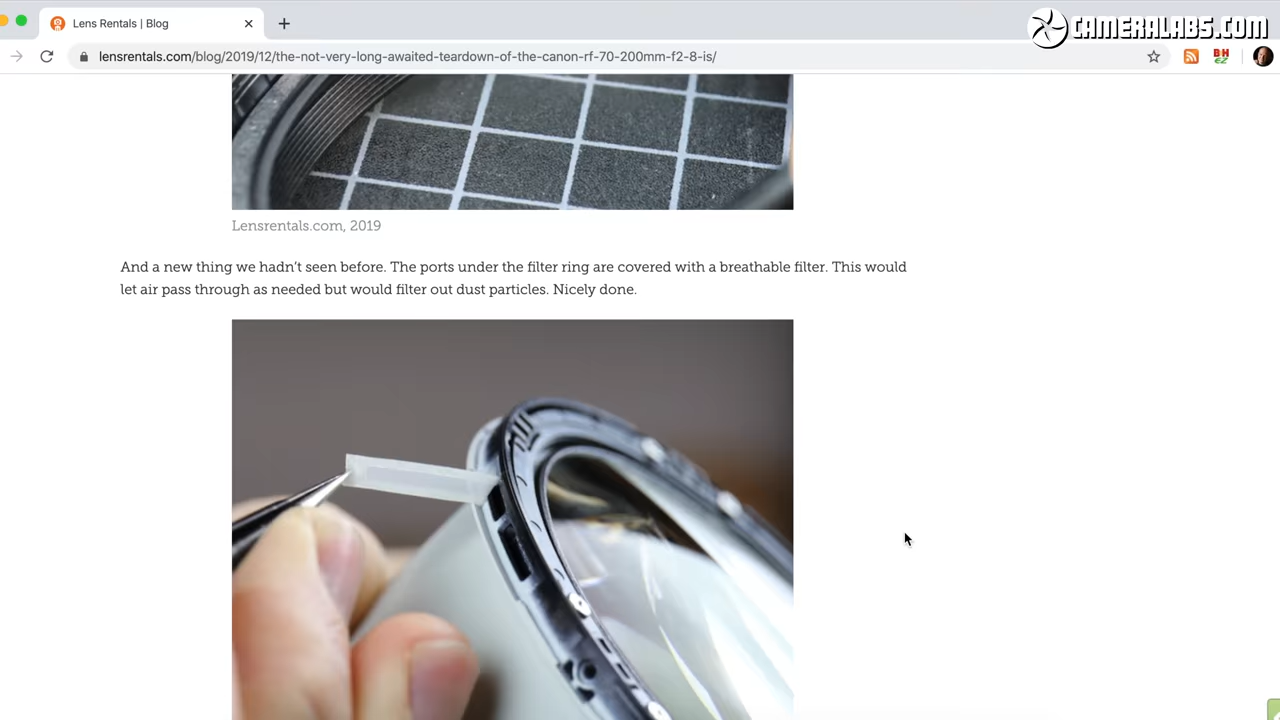 Lens Rentals | Blog
CAMERALABS.COM
lensrentals.com/blog/2019/12/the-not-very-long-awaited-teardown-of-the-canon-rf-70-200mm-f2-8-is/
BH
EZ
Lensrentals.com, 2019
And a new thing we hadn’t seen before. The ports under the filter ring are covered with a breathable filter. This would
let air pass through as needed but would filter out dust particles. Nicely done.